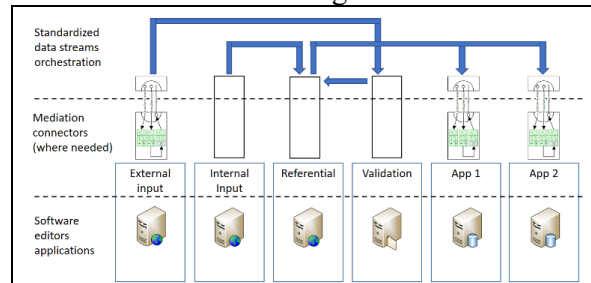 Standardized
data streams
orchestration
Mediation
connectors
(where needed)
External
input
Internal
Input
Referential
Validation
App 1
App 2
Software
editors
applications